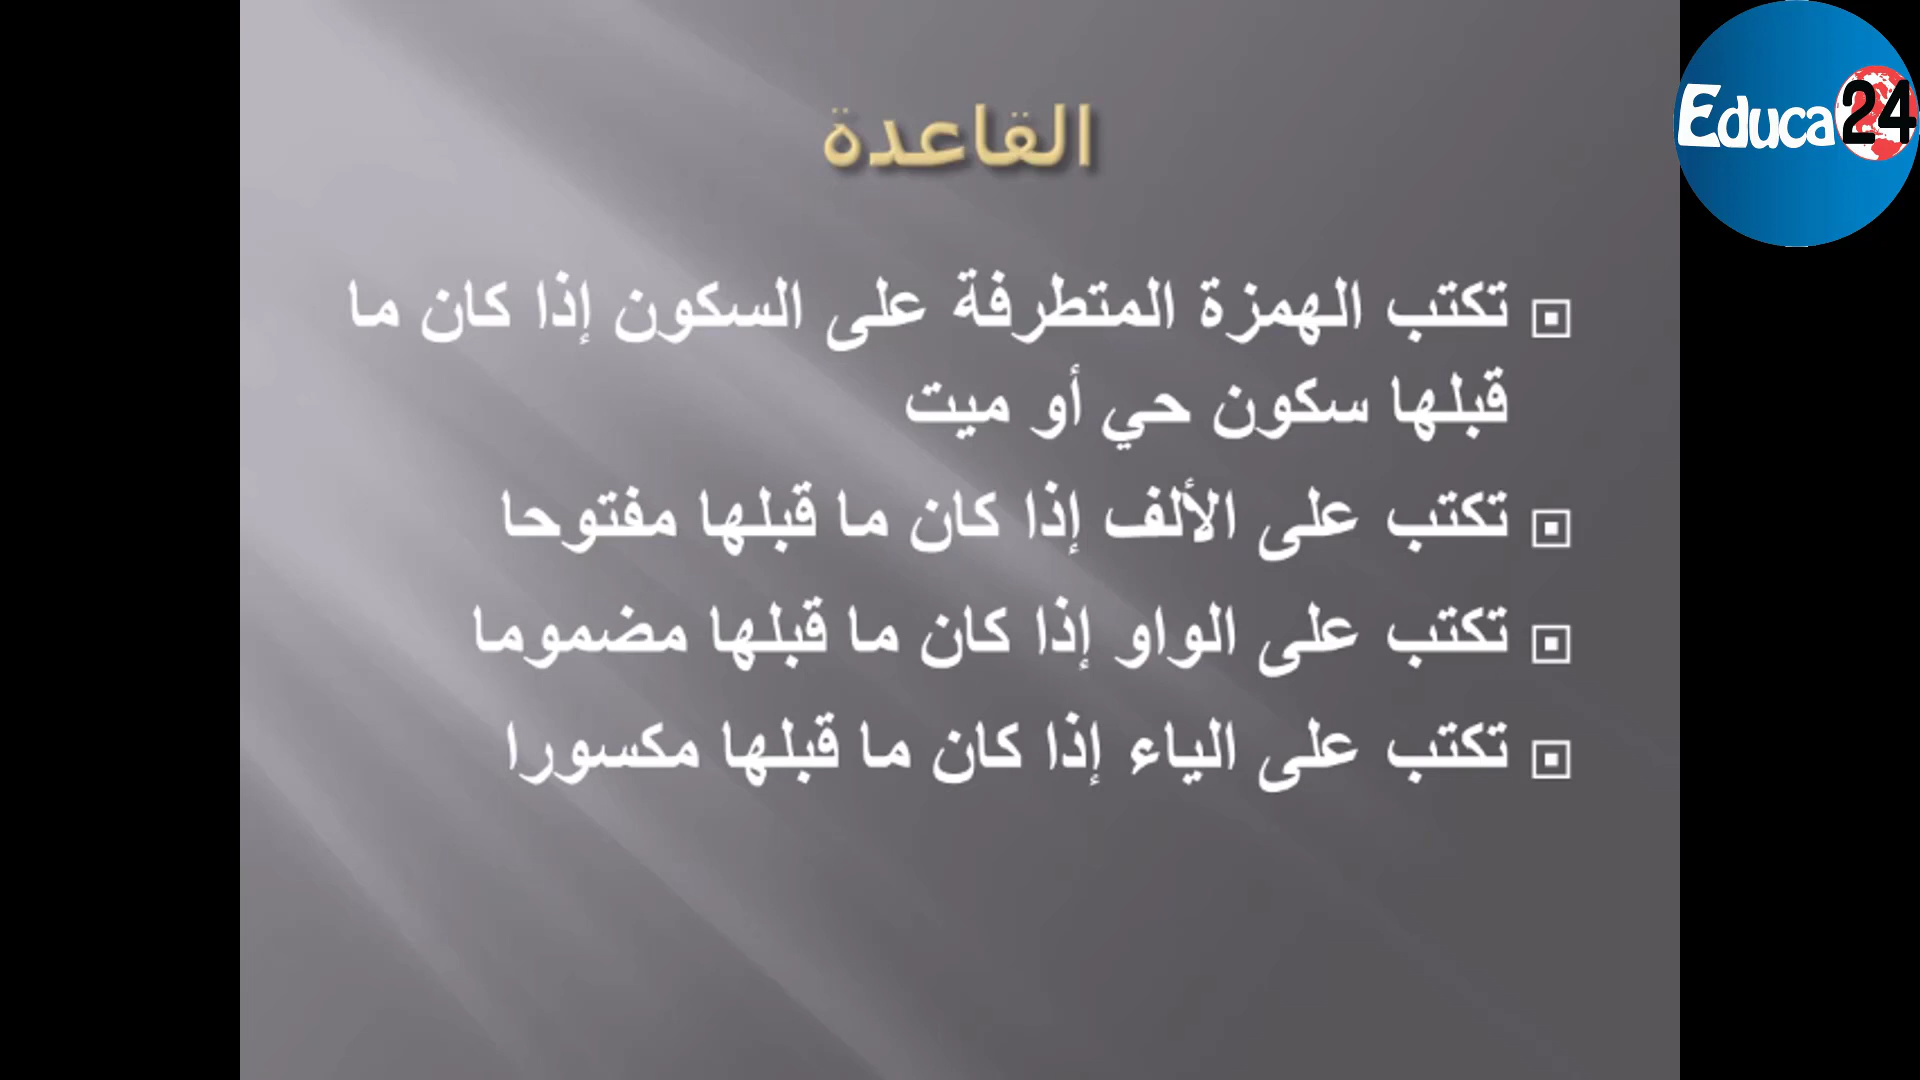 القاعدة
تكتب الهمزة المتطرفة على السكون إذا كان ما
قبلها سكون حي أو ميت
تكتب على الألف إذا كان ما قبلها مفتوحا
تكتب على الواو إذا كان ما قبلها مضموما
تكتب على الياء إذا كان ما قبلها مكسورا
Educa24